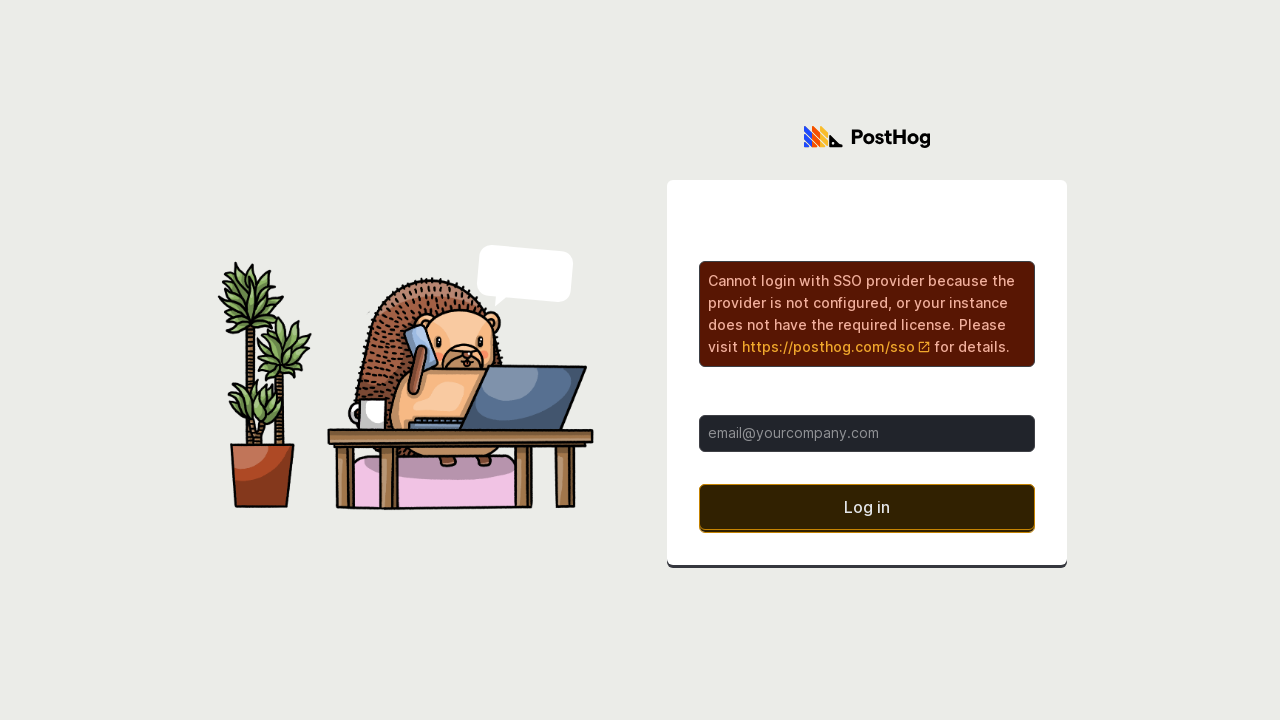 PostHog
Cannot login with SSO provider because the
provider is not configured, or your instance
does not have the required license. Please
visit https://posthog.com/sso for details.
email@yourcompany.com
Log in